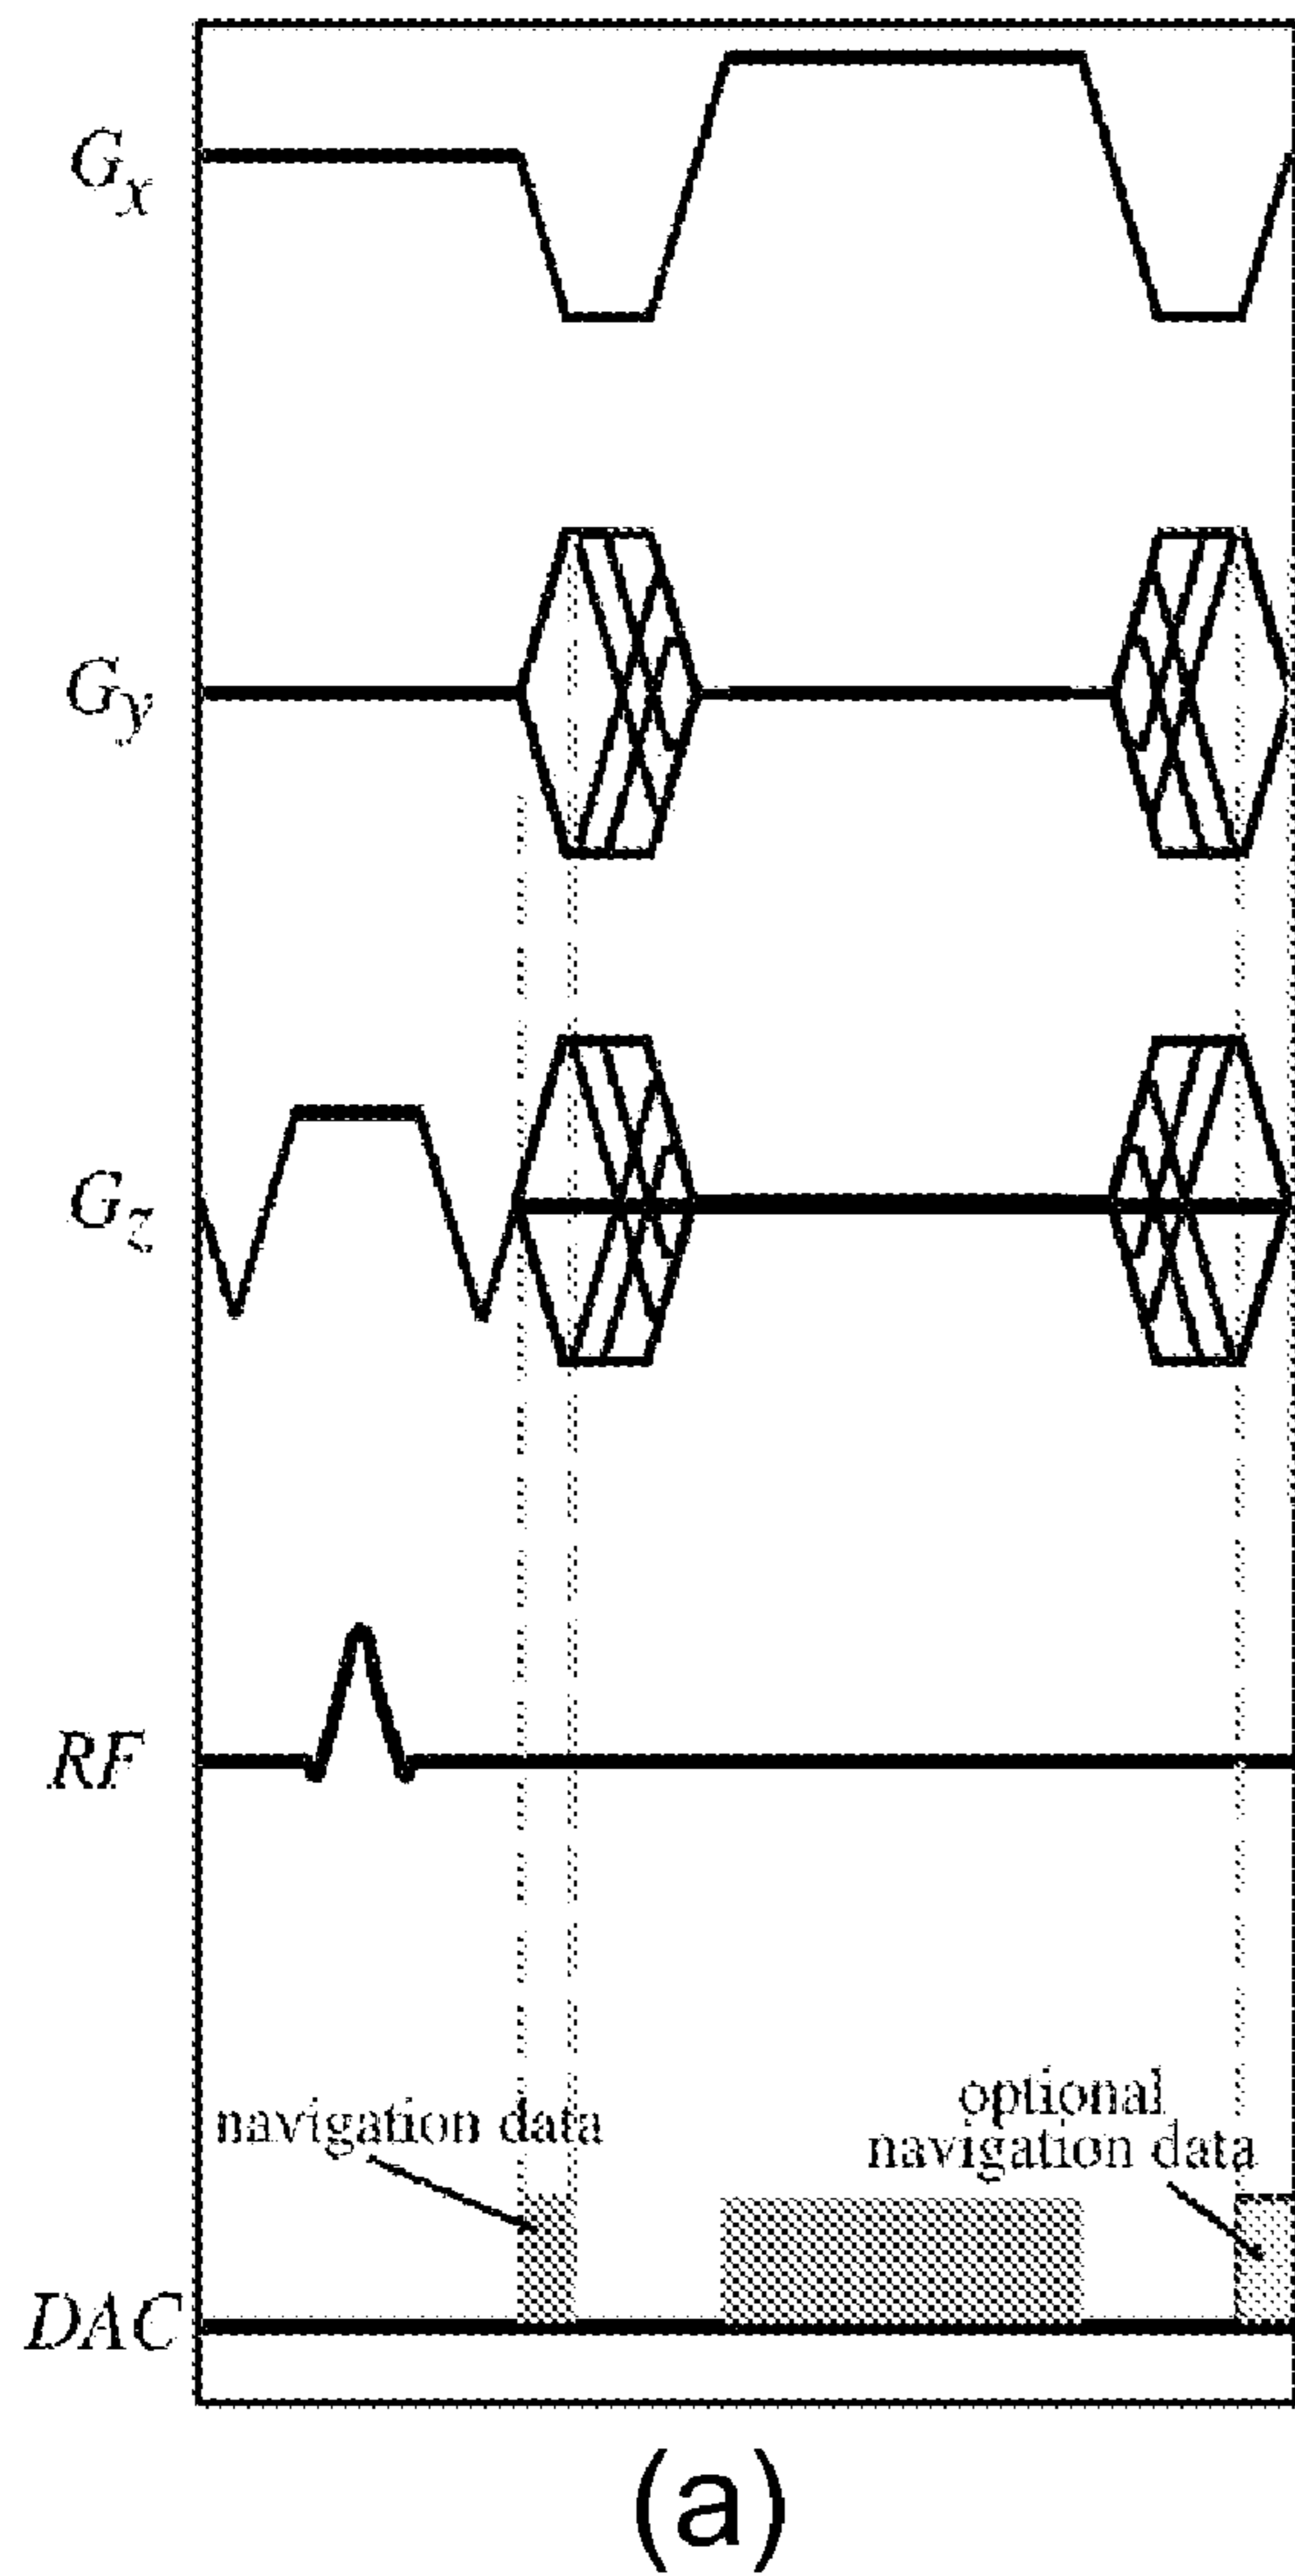 Gx
Gy
Gz
RF
navigation data
optional
navigation data
DAC
(a)